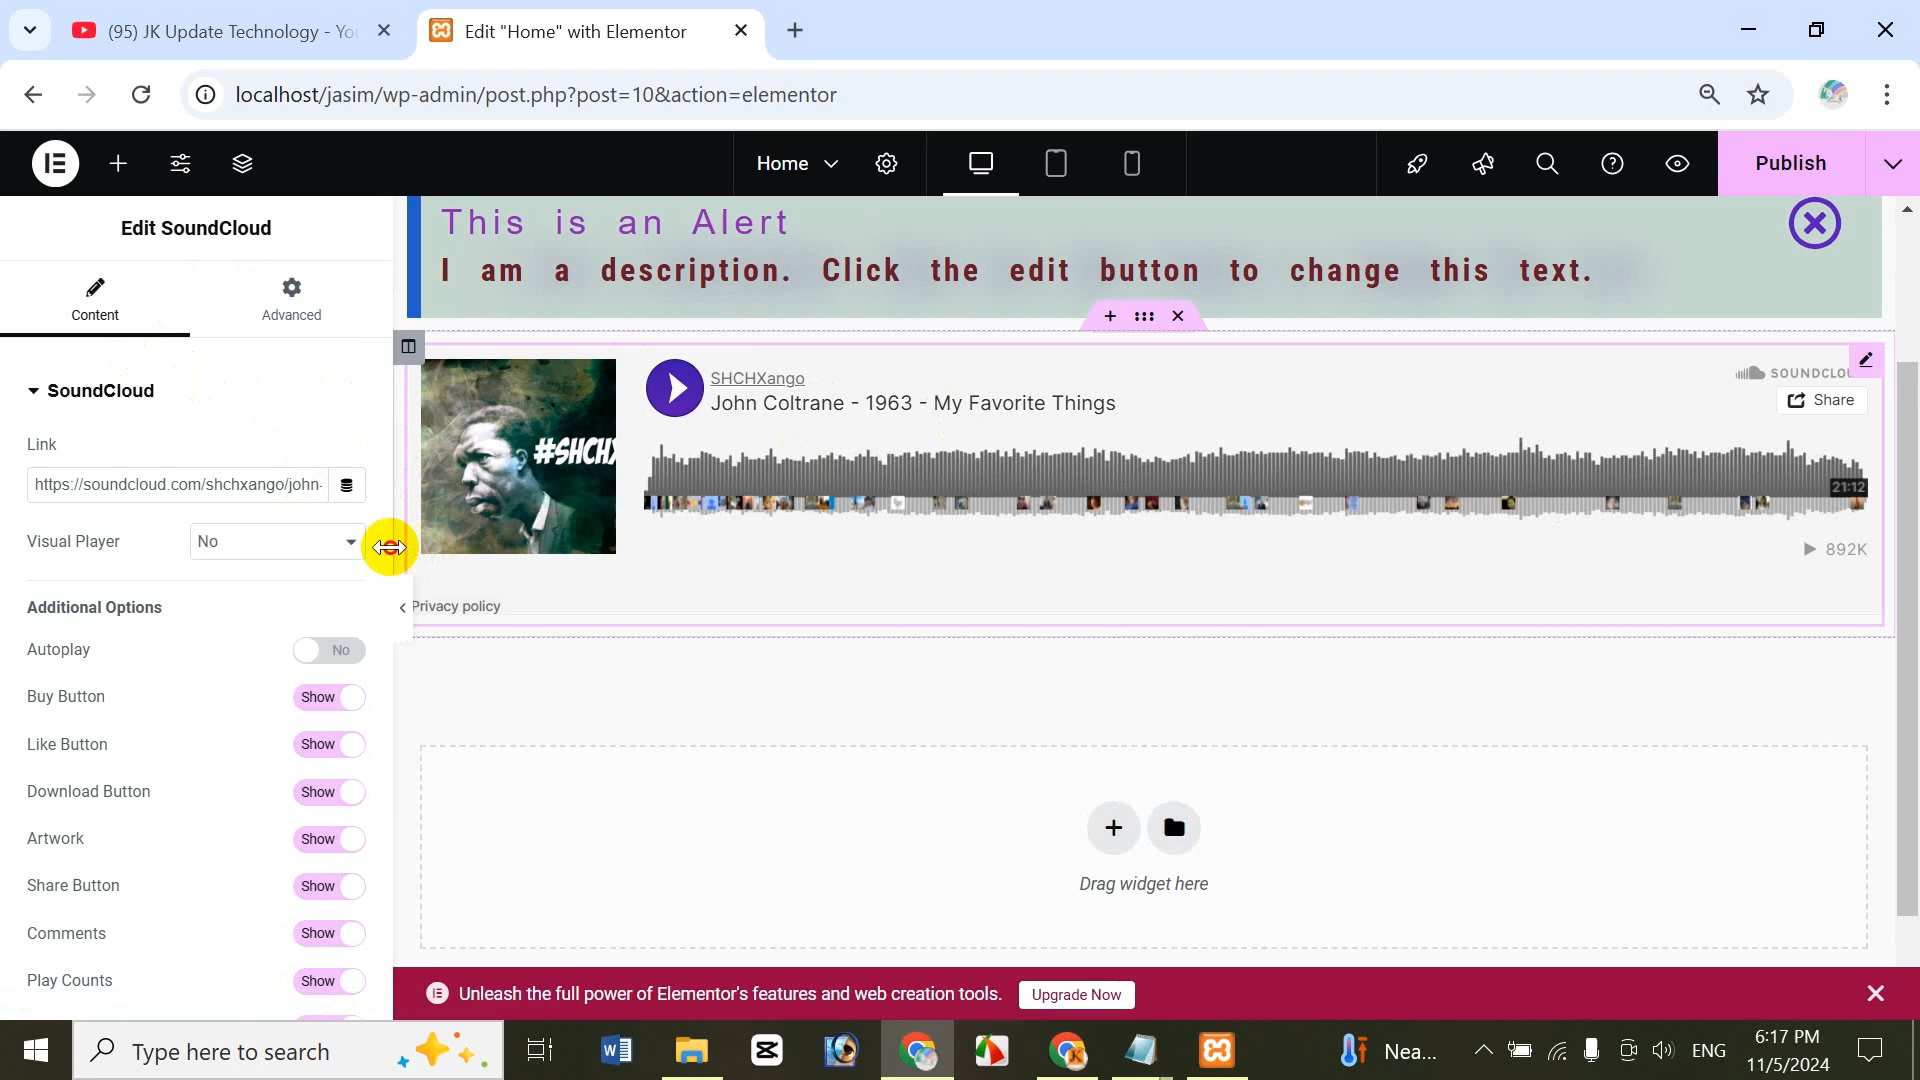 (95) JK Update Technology - You
Edit "Home" with Elementor
localhost/jasim/wp-admin/post.php?post=10&action=elementor
Home
Publish
Edit SoundCloud
Content
Advanced
SoundCloud
Link
https://soundcloud.com/shchxango/john-
Visual Player
No
Additional Options
Autoplay
No
Buy Button
Show
Like Button
Show
Download Button
Show
Artwork
Show
Share Button
Show
Comments
Show
Play Counts
Show
This is an Alert
I am a description. Click the edit button to change this text.
#SHCHX
SHCHXango
John Coltrane - 1963 - My Favorite Things
SOUNDCLOU
Share
21:12
892K
Privacy policy
Drag widget here
Unleash the full power of Elementor's features and web creation tools.
Upgrade Now
Type here to search
Nea...
ENG
6:17 PM
11/5/2024